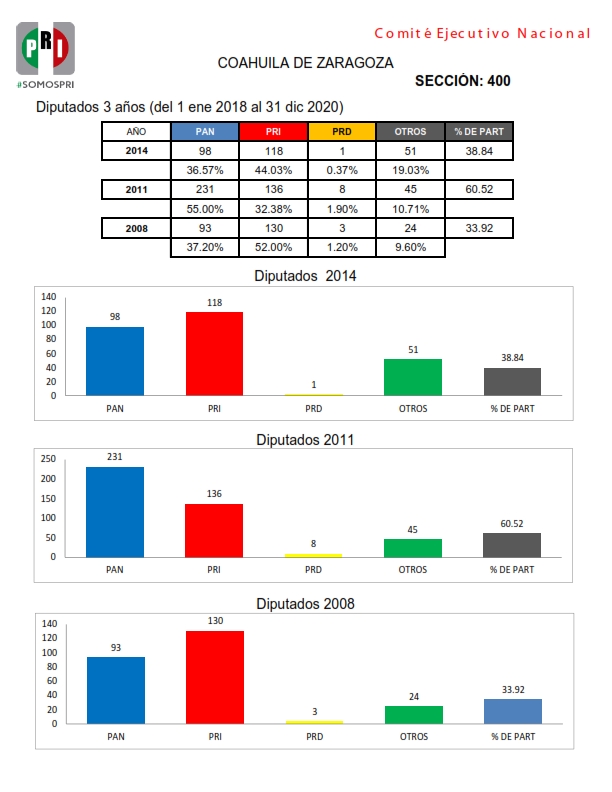 Comité Ejecutivo Nacional
PRI
#SOMOSPRI
COAHUILA DE ZARAGOZA
SECCIÓN: 400
Diputados 3 años (del 1 ene 2018 al 31 dic 2020)
AÑO PAN PRI PRD OTROS % DE PART
2014 98 118 1 51 38.84
36.57% 44.03% 0.37% 19.03%
2011 231 136 8 45 60.52
55.00% 32.38% 1.90% 10.71%
2008 93 130 3 24 33.92
37.20% 52.00% 1.20% 9.60%
Diputados 2014
140
120
100
80
60
40
20
0
98 118 1 51 38.84
PAN PRI PRD OTROS % DE PART
Diputados 2011
250
200
150
100
50
0
231 136 8 45 60.52
PAN PRI PRD OTROS % DE PART
Diputados 2008
140
120
100
80
60
40
20
0
93 130 3 24 33.92
PAN PRI PRD OTROS % DE PART